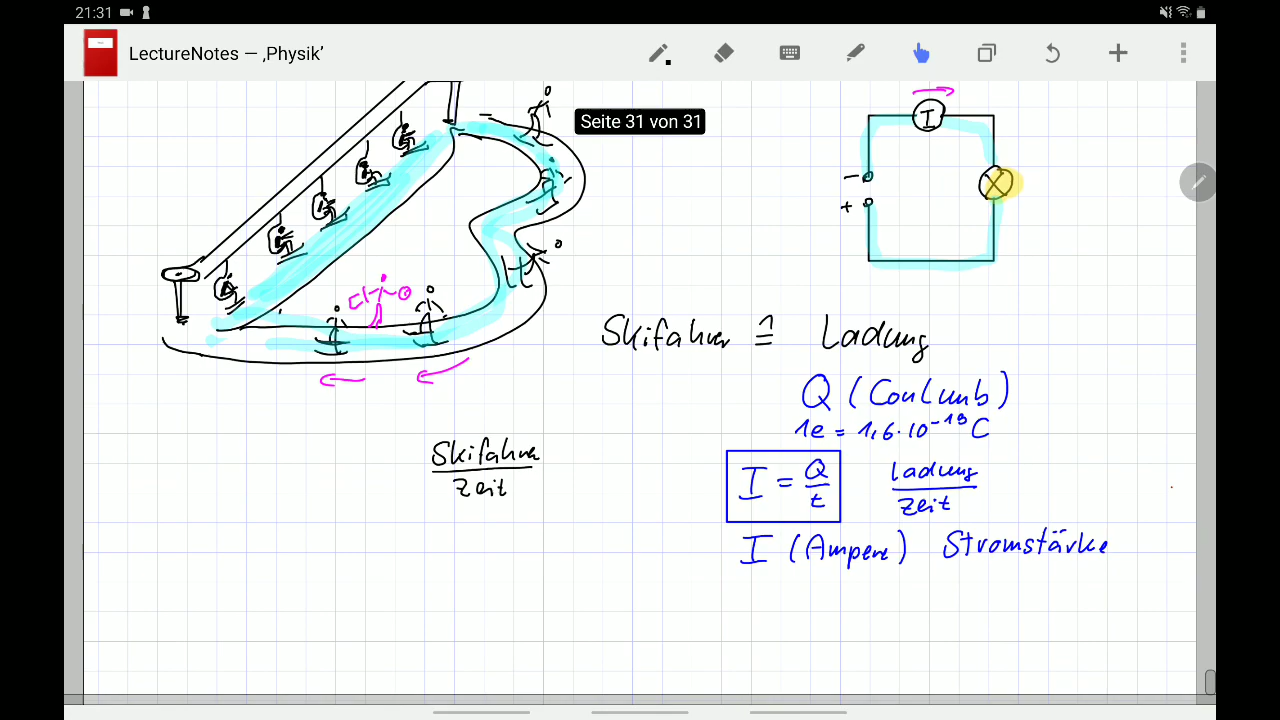 21:31
LectureNotes — ‚Physik’
Seite 31 von 31
I
−
+
Skifahrer ≙ Ladung
Q (Coulumb)
1e = 1,6·10⁻¹⁹ C
Skifahrer
Zeit
I = Q
t
Ladung
Zeit
I (Ampere) Stromstärke